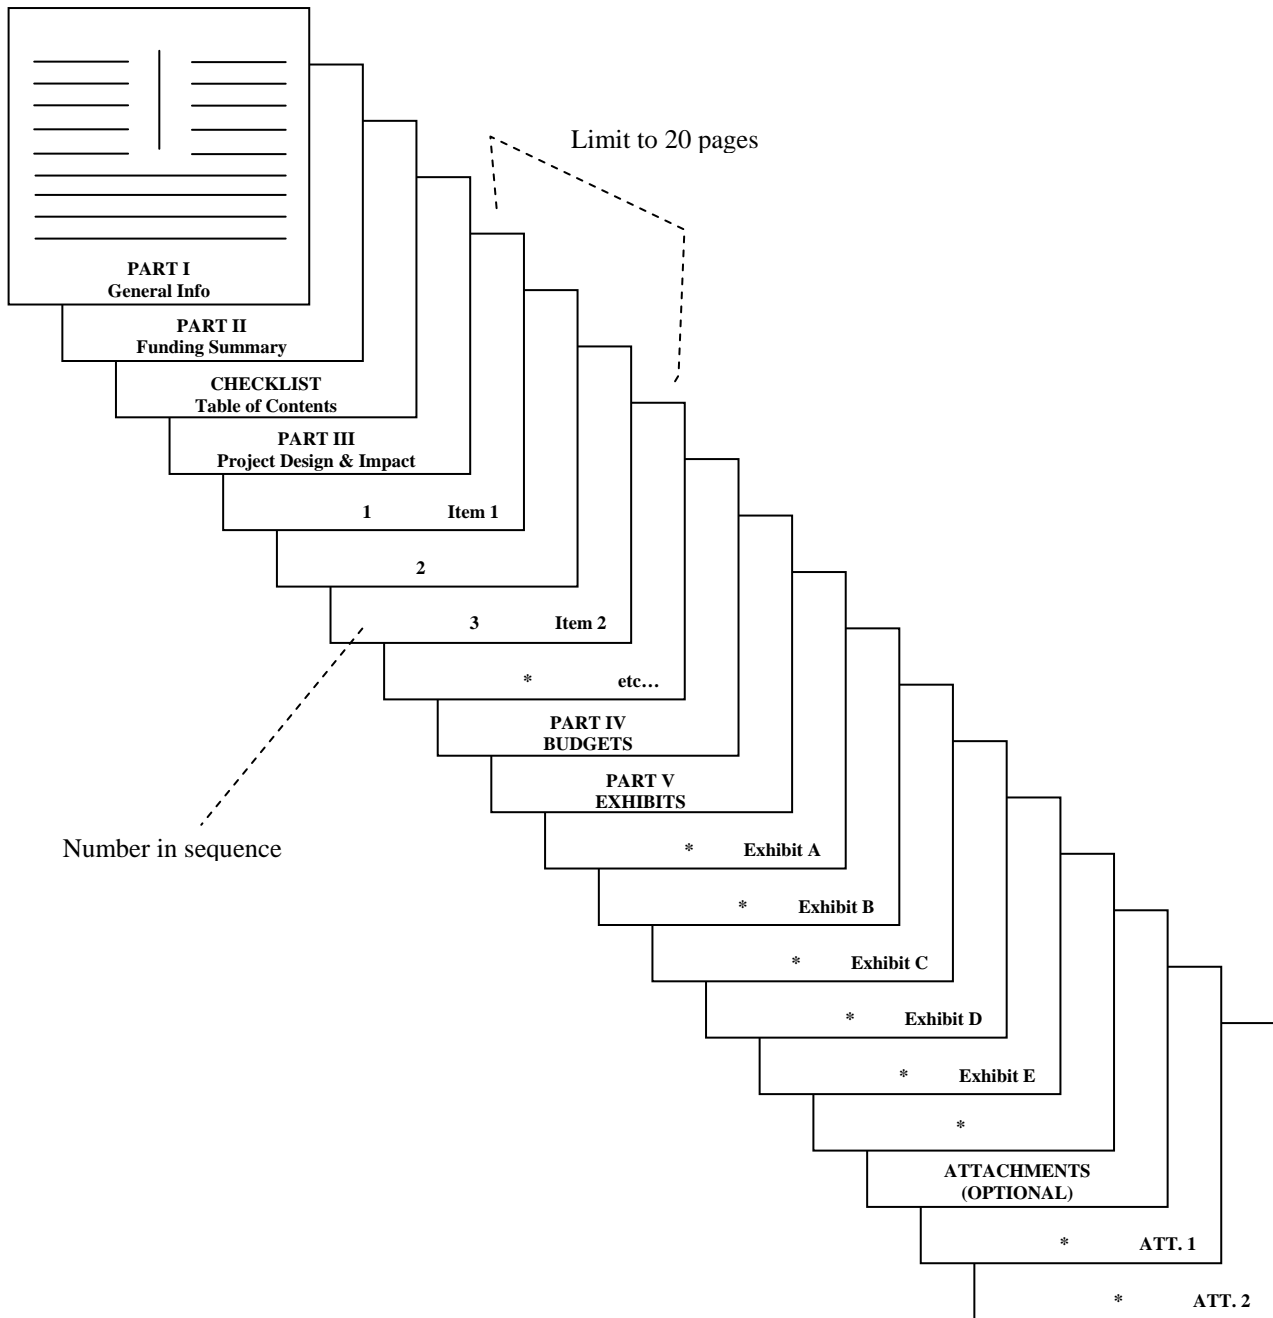 Limit to 20 pages
PART I
General Info
PART II
Funding Summary
CHECKLIST
Table of Contents
PART III
Project Design & Impact
1 Item 1
2
3 Item 2
* etc…
PART IV
BUDGETS
PART V
EXHIBITS
Number in sequence
* Exhibit A
* Exhibit B
* Exhibit C
* Exhibit D
* Exhibit E
*
ATTACHMENTS
(OPTIONAL)
* ATT. 1
* ATT. 2